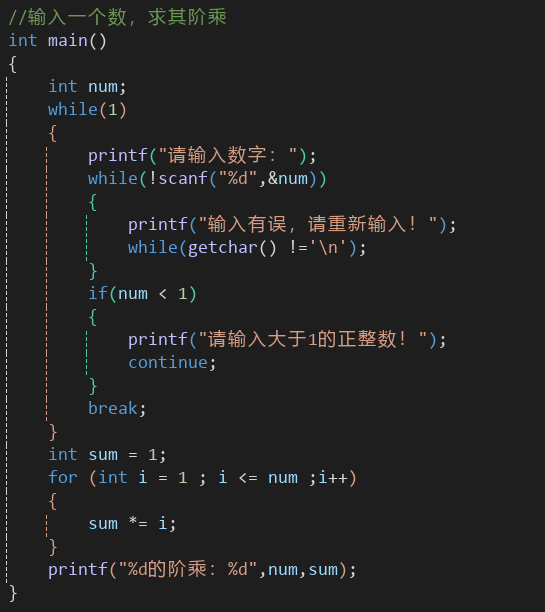 //输入一个数，求其阶乘
int main()
{
    int num;
    while(1)
    {
        printf("请输入数字：");
        while(!scanf("%d",&num))
        {
            printf("输入有误，请重新输入！");
            while(getchar() !='\n');
        }
        if(num < 1)
        {
            printf("请输入大于1的正整数！");
            continue;
        }
        break;
    }
    int sum = 1;
    for (int i = 1 ; i <= num ;i++)
    {
        sum *= i;
    }
    printf("%d的阶乘：%d",num,sum);
}